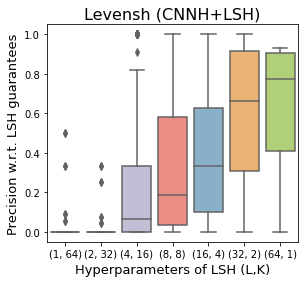 Levensh (CNNH+LSH)
Precision w.r.t. LSH guarantees
1.0
0.8
0.6
0.4
0.2
0.0
(1, 64) (2, 32) (4, 16) (8, 8) (16, 4) (32, 2) (64, 1)
Hyperparameters of LSH (L,K)